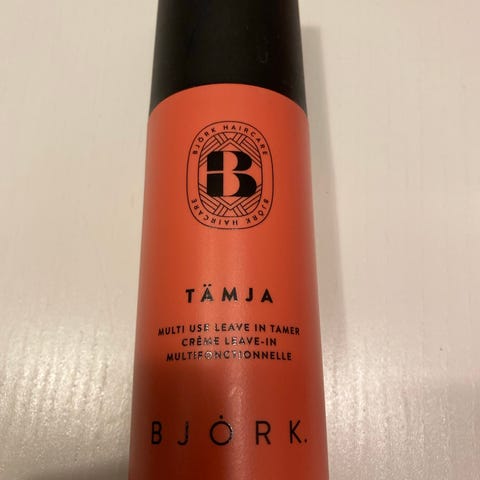 BJÖRK HAIRCARE
B
BJÖRK HAIRCARE
TÄMJA
MULTI USE LEAVE IN TAMER
CRÈME LEAVE-IN
MULTIFONCTIONNELLE
BJÖRK.